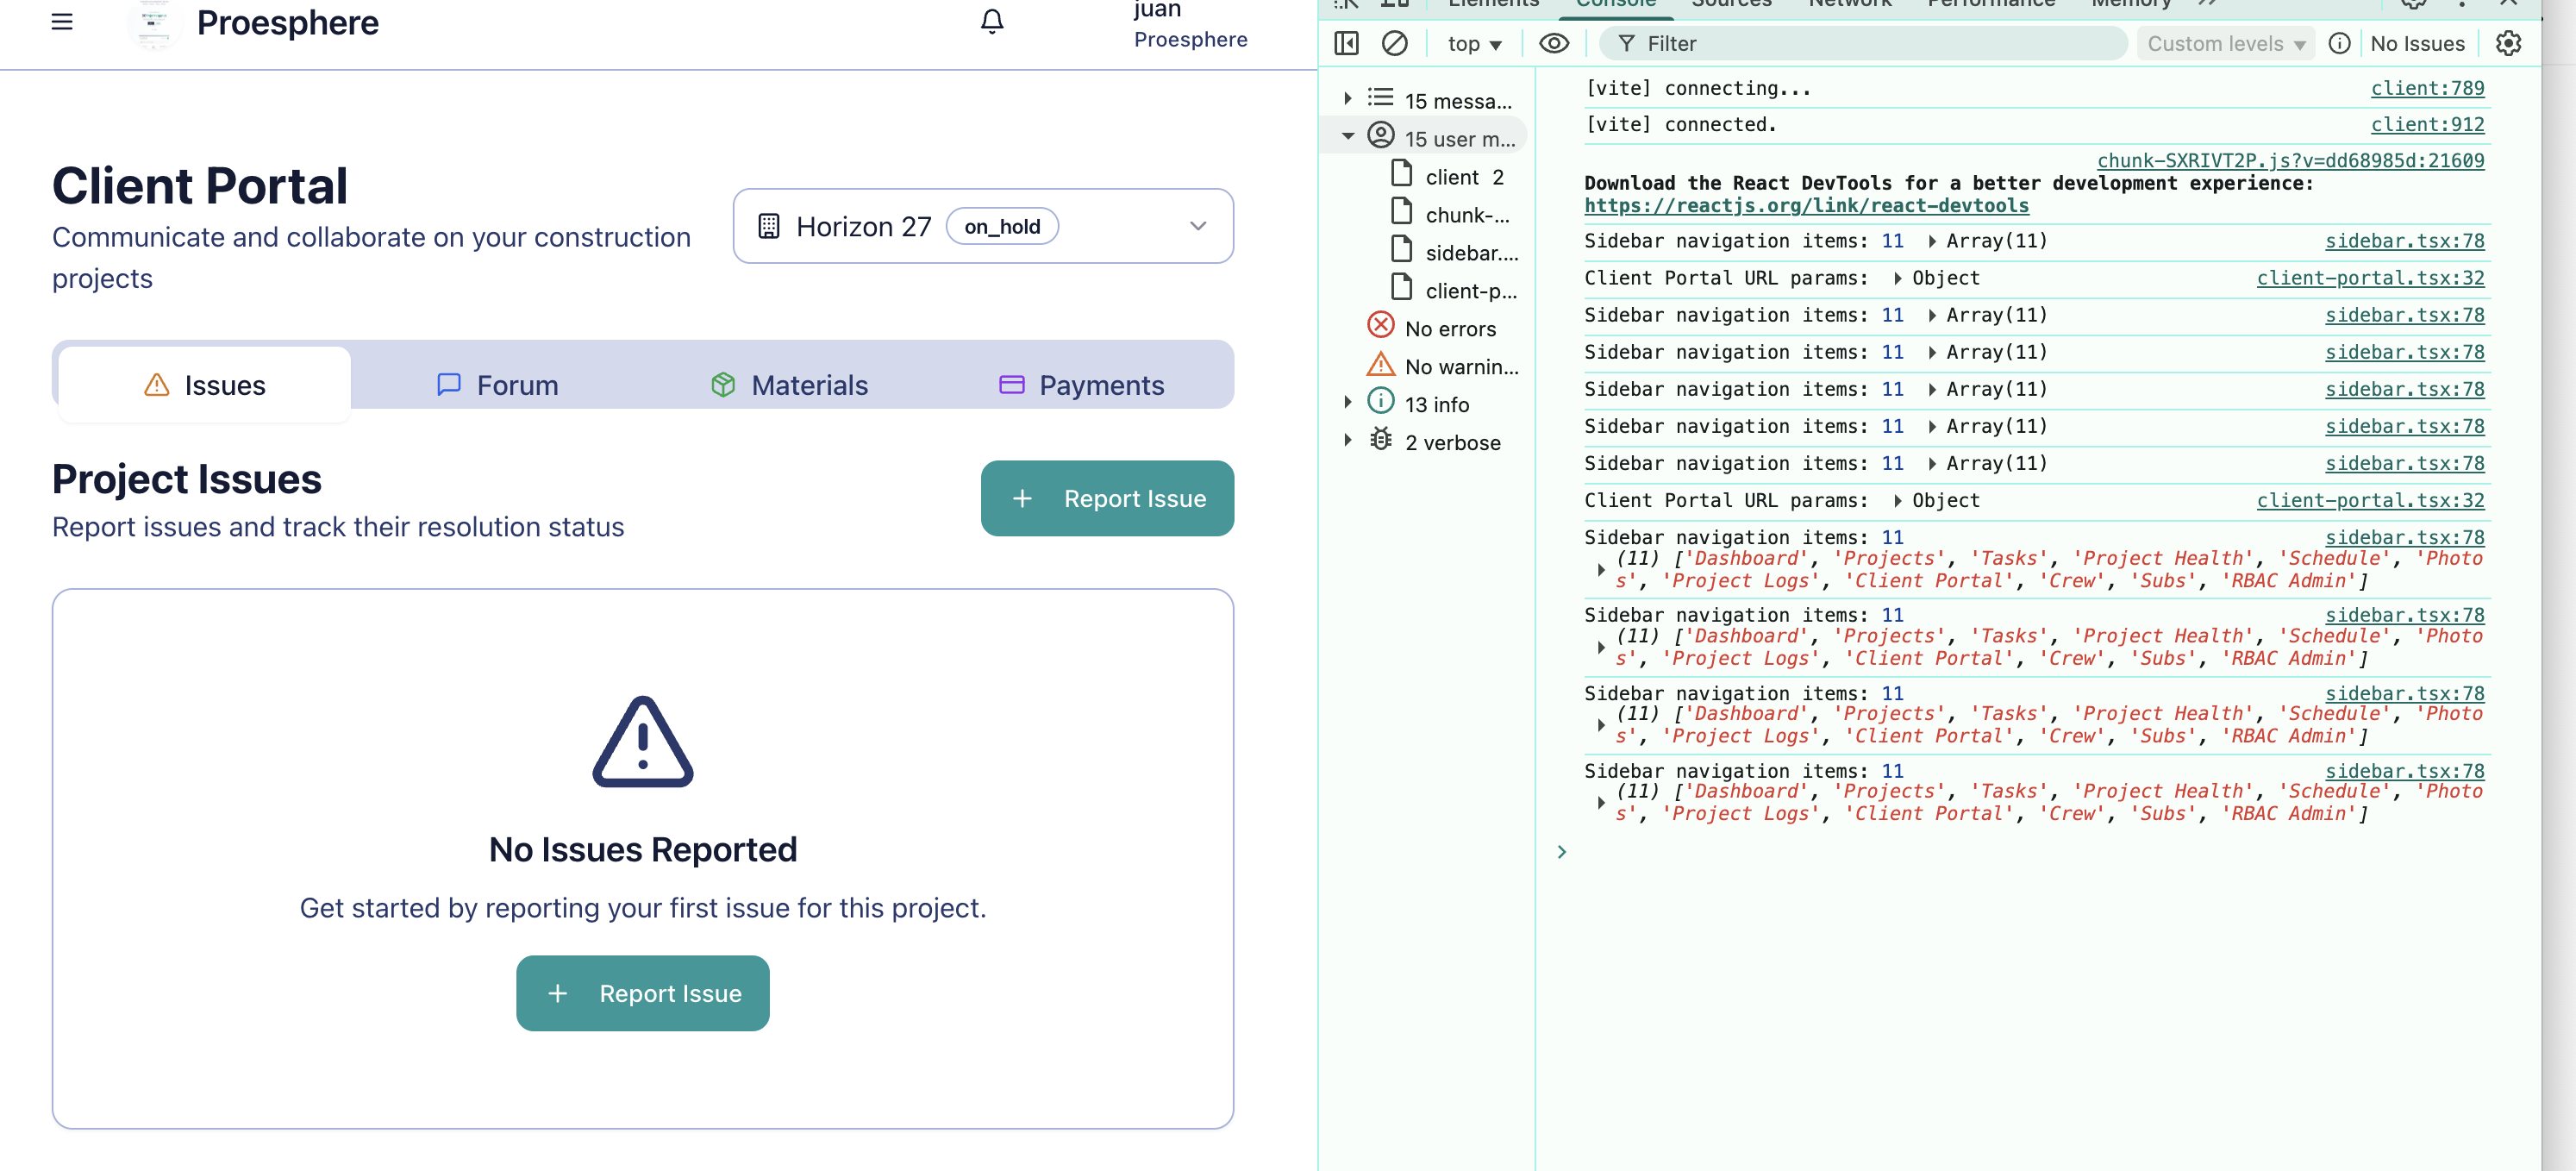 Proesphere
juan
Proesphere
Client Portal
Communicate and collaborate on your construction
projects
Horizon 27 on_hold
Issues Forum Materials Payments
Project Issues
Report issues and track their resolution status
+ Report Issue
No Issues Reported
Get started by reporting your first issue for this project.
+ Report Issue
Elements Console Sources Network Performance Memory
top Filter Custom levels No Issues
15 messa...
15 user m...
client 2
chunk-...
sidebar....
client-p...
No errors
No warnin...
13 info
2 verbose
[vite] connecting... client:789
[vite] connected. client:912
chunk-SXRIVT2P.js?v=dd68985d:21609
Download the React DevTools for a better development experience:
https://reactjs.org/link/react-devtools
Sidebar navigation items: 11 Array(11) sidebar.tsx:78
Client Portal URL params: Object client-portal.tsx:32
Sidebar navigation items: 11 Array(11) sidebar.tsx:78
Sidebar navigation items: 11 Array(11) sidebar.tsx:78
Sidebar navigation items: 11 Array(11) sidebar.tsx:78
Sidebar navigation items: 11 Array(11) sidebar.tsx:78
Sidebar navigation items: 11 Array(11) sidebar.tsx:78
Client Portal URL params: Object client-portal.tsx:32
Sidebar navigation items: 11 sidebar.tsx:78
(11) ['Dashboard', 'Projects', 'Tasks', 'Project Health', 'Schedule', 'Photo
s', 'Project Logs', 'Client Portal', 'Crew', 'Subs', 'RBAC Admin']
Sidebar navigation items: 11 sidebar.tsx:78
(11) ['Dashboard', 'Projects', 'Tasks', 'Project Health', 'Schedule', 'Photo
s', 'Project Logs', 'Client Portal', 'Crew', 'Subs', 'RBAC Admin']
Sidebar navigation items: 11 sidebar.tsx:78
(11) ['Dashboard', 'Projects', 'Tasks', 'Project Health', 'Schedule', 'Photo
s', 'Project Logs', 'Client Portal', 'Crew', 'Subs', 'RBAC Admin']
Sidebar navigation items: 11 sidebar.tsx:78
(11) ['Dashboard', 'Projects', 'Tasks', 'Project Health', 'Schedule', 'Photo
s', 'Project Logs', 'Client Portal', 'Crew', 'Subs', 'RBAC Admin']